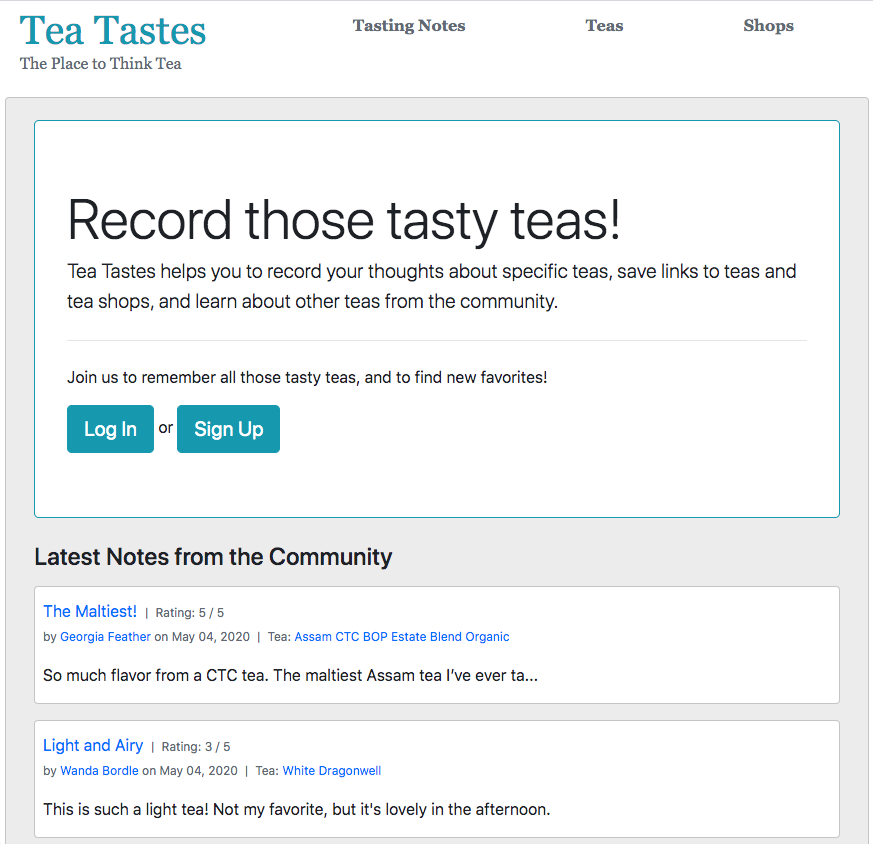 Tea Tastes
The Place to Think Tea
Tasting Notes
Teas
Shops
Record those tasty teas!
Tea Tastes helps you to record your thoughts about specific teas, save links to teas and
tea shops, and learn about other teas from the community.
Join us to remember all those tasty teas, and to find new favorites!
Log In or Sign Up
Latest Notes from the Community
The Maltiest! | Rating: 5 / 5
by Georgia Feather on May 04, 2020 | Tea: Assam CTC BOP Estate Blend Organic
So much flavor from a CTC tea. The maltiest Assam tea I’ve ever ta...
Light and Airy | Rating: 3 / 5
by Wanda Bordle on May 04, 2020 | Tea: White Dragonwell
This is such a light tea! Not my favorite, but it's lovely in the afternoon.